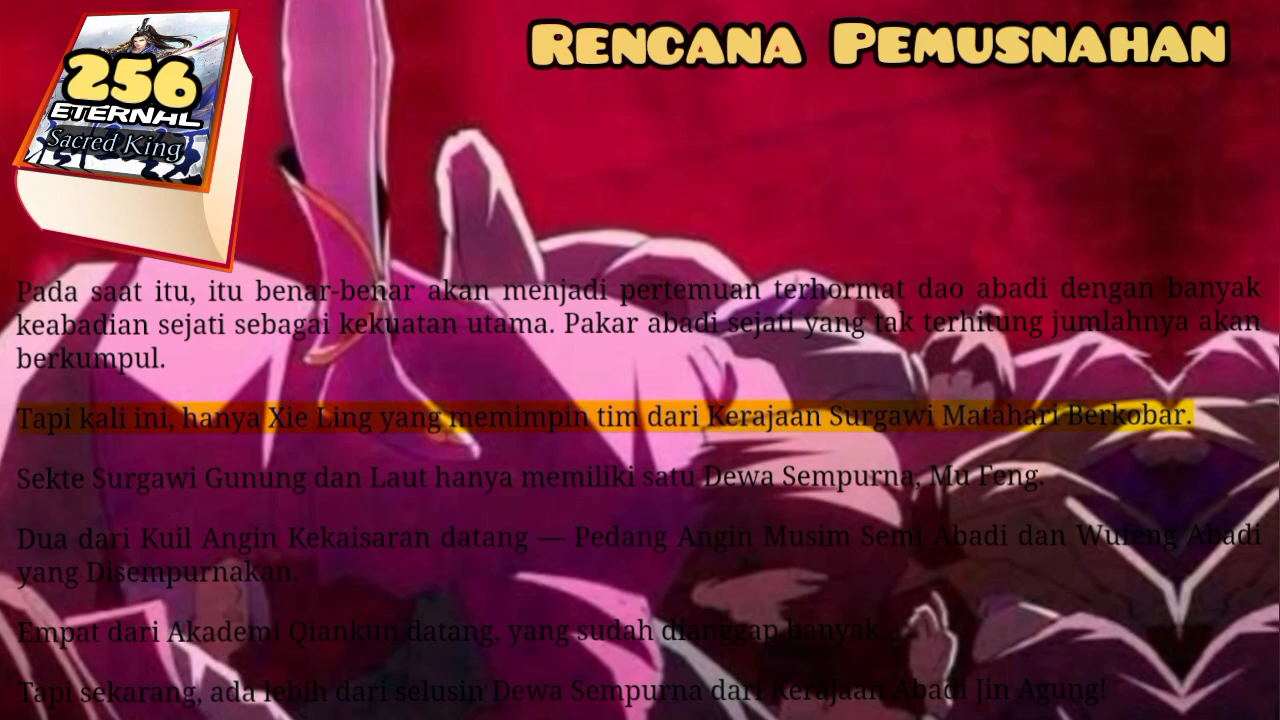 Rencana Pemusnahan
256
ETERNAL
Sacred King
Pada saat itu, itu benar-benar akan menjadi pertemuan terhormat dao abadi dengan banyak
keabadian sejati sebagai kekuatan utama. Pakar abadi sejati yang tak terhitung jumlahnya akan
berkumpul.
Tapi kali ini, hanya Xie Ling yang memimpin tim dari Kerajaan Surgawi Matahari Berkobar.
Sekte Surgawi Gunung dan Laut hanya memiliki satu Dewa Sempurna, Mu Feng.
Dua dari Kuil Angin Kekaisaran datang — Pedang Angin Musim Semi Abadi dan Wufeng Abadi
yang Disempurnakan.
Empat dari Akademi Qiankun datang, yang sudah dianggap banyak.
Tapi sekarang, ada lebih dari selusin Dewa Sempurna dari Kerajaan Abadi Jin Agung!